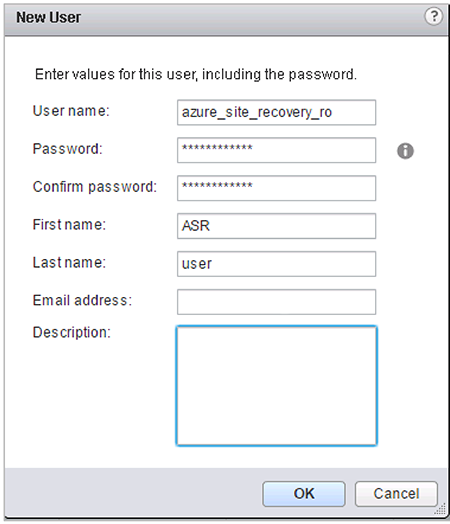 New User
?
Enter values for this user, including the password.
User name: azure_site_recovery_ro
Password: ************
Confirm password: ************
First name: ASR
Last name: user
Email address:
Description:
OK Cancel